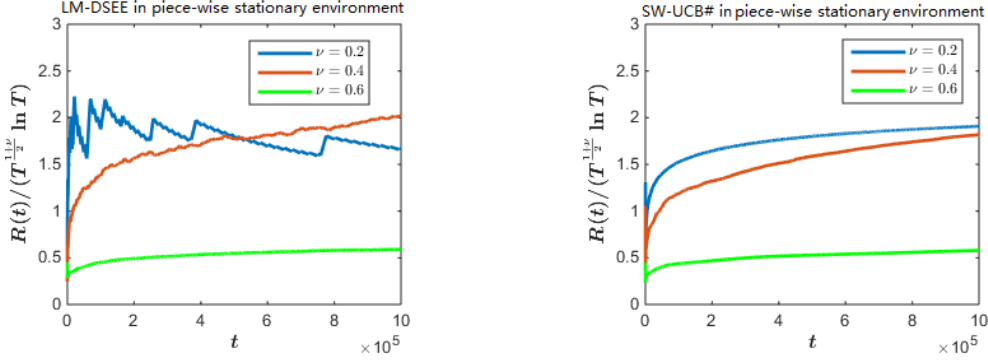 LM-DSEE in piece-wise stationary environment
3
2.5
2
1.5
1
0.5
0
R(t)/(T^{\frac{1+ν}{2}} ln T)
ν = 0.2
ν = 0.4
ν = 0.6
0 2 4 6 8 10
t
×10^5
SW-UCB# in piece-wise stationary environment
3
2.5
2
1.5
1
0.5
0
R(t)/(T^{\frac{1+ν}{2}} ln T)
ν = 0.2
ν = 0.4
ν = 0.6
0 2 4 6 8 10
t
×10^5